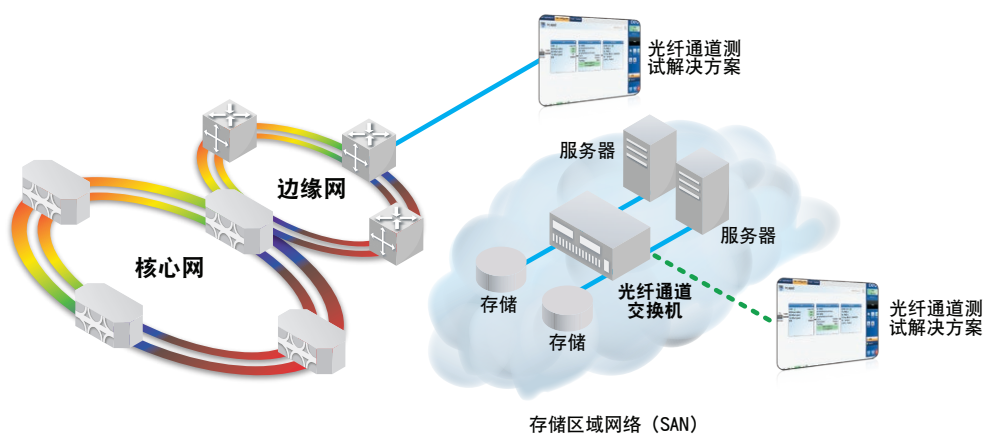 光纤通道测
试解决方案
服务器
边缘网
服务器
核心网
存储
光纤通道
交换机
光纤通道测
试解决方案
存储
存储区域网络（SAN）